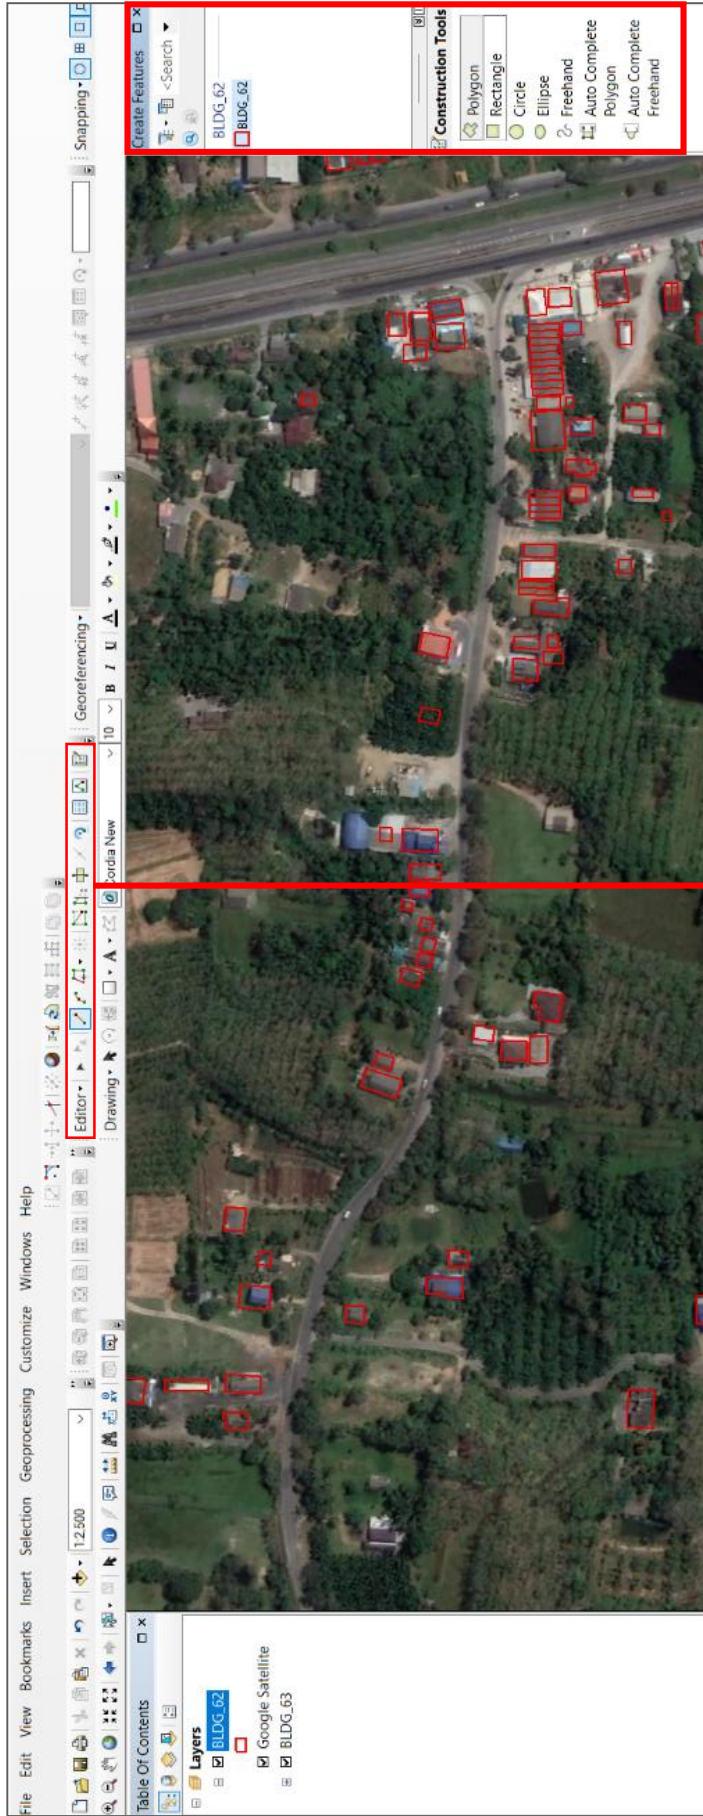 File Edit View Bookmarks Insert Selection Geoprocessing Customize Windows Help
1:2,500
Editor
Georeferencing
Snapping
Drawing
Cordia New
10
B I U A
Table Of Contents
Layers
BLDG_62
Google Satellite
BLDG_63
Create Features
<Search
BLDG_62
BLDG_62
Construction Tools
Polygon
Rectangle
Circle
Ellipse
Freehand
Auto Complete
Polygon
Auto Complete
Freehand